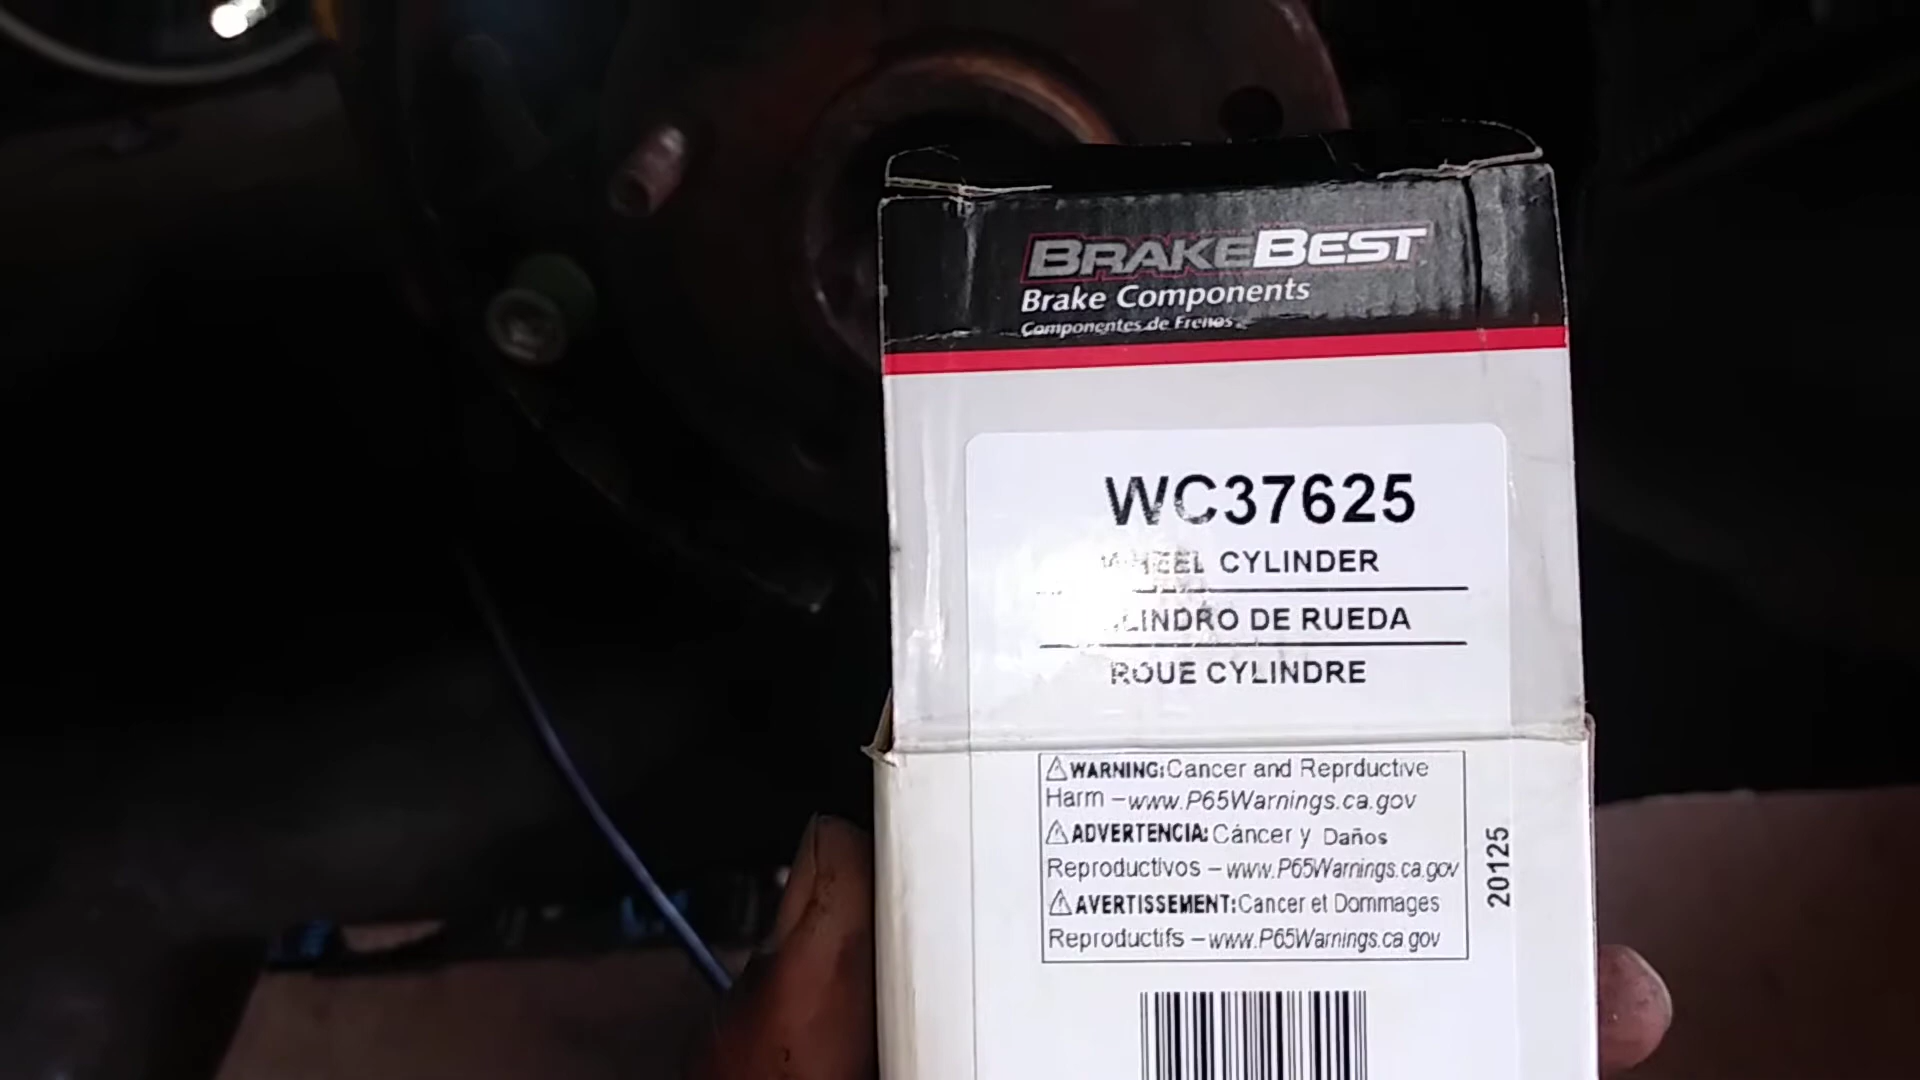 BRAKEBEST
Brake Components
Componentes de Frenos
WC37625
WHEEL CYLINDER
DE RUEDA
ROUE CYLINDRE
⚠WARNING:Cancer and Reprductive
Harm –www.P65Warnings.ca.gov
⚠ADVERTENCIA: Cáncer y Daños
Reproductivos – www.P65Warnings.ca.gov
⚠AVERTISSEMENT:Cancer et Dommages
Reproductifs – www.P65Warnings.ca.gov
20125